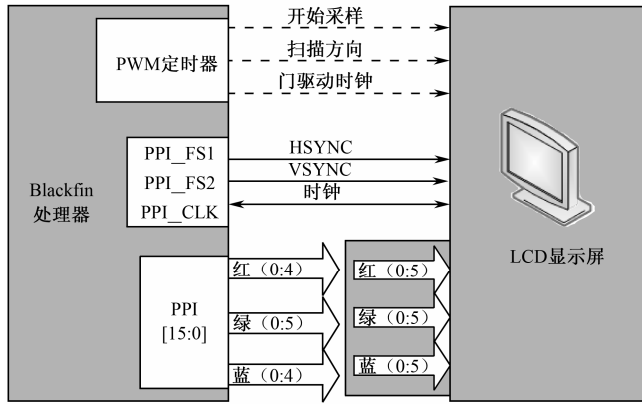 开始采样
PWM定时器
扫描方向
门驱动时钟
PPI_FS1
HSYNC
PPI_FS2
VSYNC
PPI_CLK
时钟
Blackfin
处理器
LCD显示屏
PPI
[15:0]
红（0:4）
红（0:5）
绿（0:5）
绿（0:5）
蓝（0:4）
蓝（0:5）